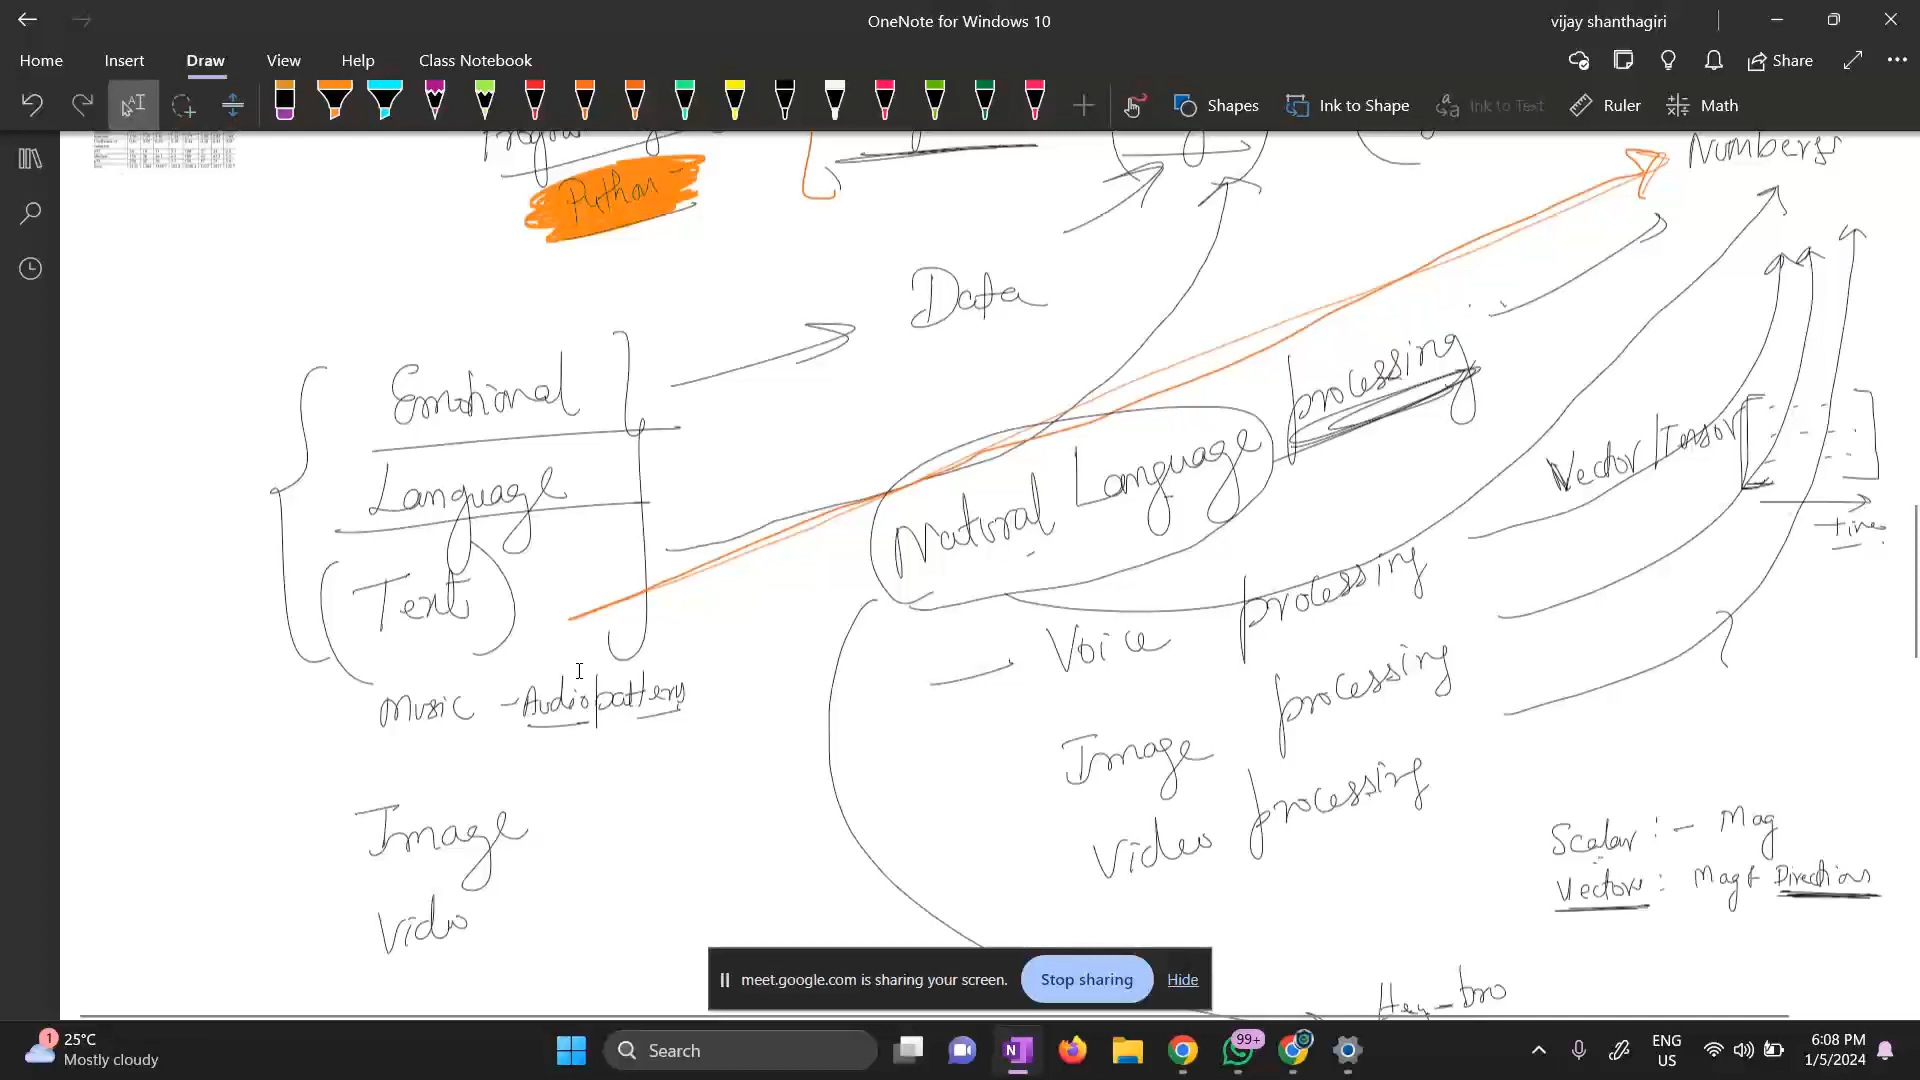 OneNote for Windows 10
vijay shanthagiri
Home
Insert
Draw
View
Help
Class Notebook
Share
Shapes
Ink to Shape
Ink to Text
Ruler
Math
Numbers
Python
Data
Emotional
processing
Language
Natural Language
Vector/Tensor
time
Text
Voice processing
Music - Audio pattern
Image processing
Video processing
Image
Scalar :- Mag
Vector : Mag & Directions
Video
meet.google.com is sharing your screen.
Stop sharing
Hide
Hey-bro
1
25°C
Mostly cloudy
Search
99+
ENG
US
6:08 PM
1/5/2024